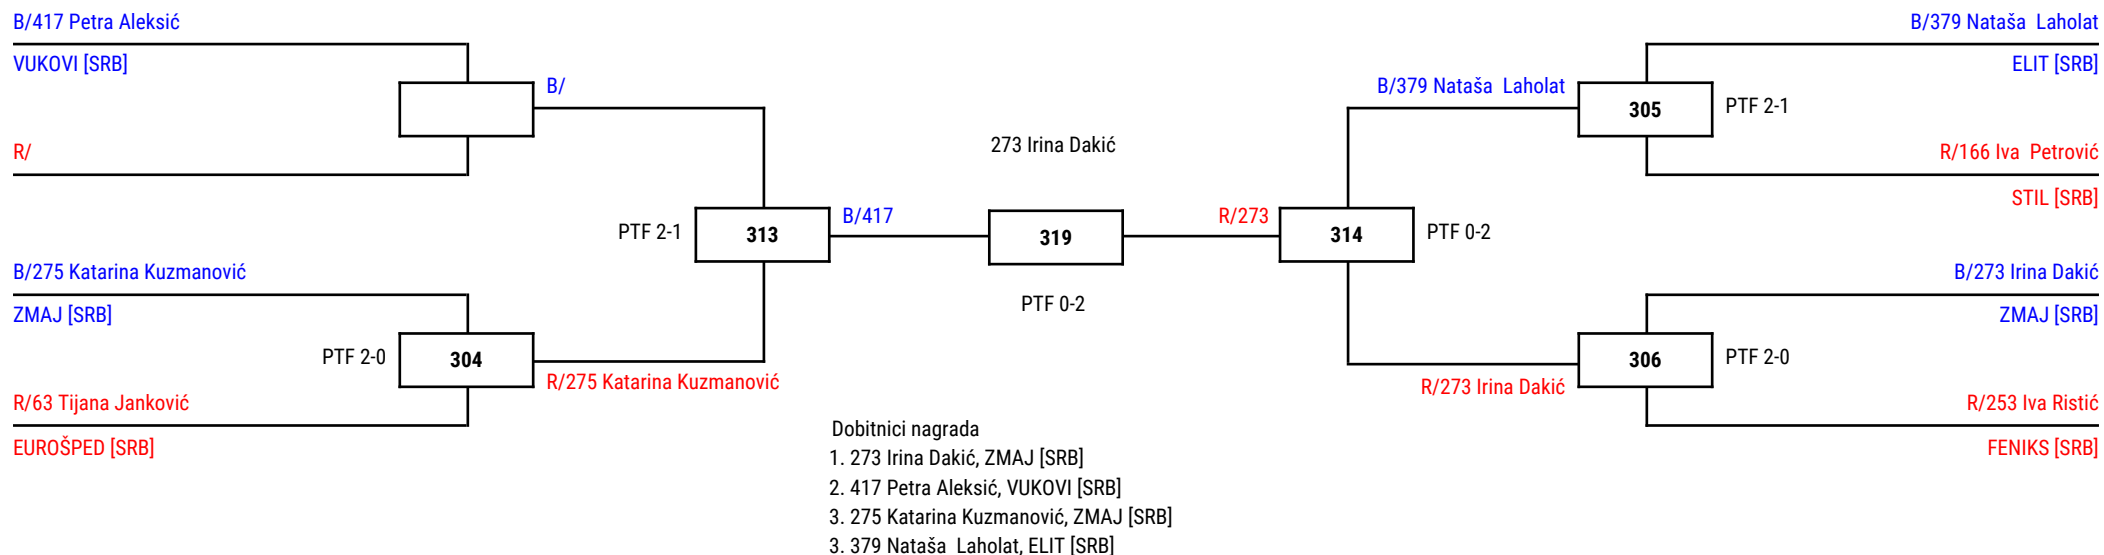 B/417 Petra Aleksić
VUKOVI [SRB]
B/
R/
B/275 Katarina Kuzmanović
ZMAJ [SRB]
PTF 2-0
304
R/275 Katarina Kuzmanović
R/63 Tijana Janković
EUROŠPED [SRB]
PTF 2-1
313
B/417
273 Irina Dakić
319
PTF 0-2
R/273
314
PTF 0-2
B/379 Nataša  Laholat
ELIT [SRB]
B/379 Nataša  Laholat
305
PTF 2-1
R/166 Iva  Petrović
STIL [SRB]
B/273 Irina Dakić
ZMAJ [SRB]
306
PTF 2-0
R/273 Irina Dakić
R/253 Iva Ristić
FENIKS [SRB]
Dobitnici nagrada
1. 273 Irina Dakić, ZMAJ [SRB]
2. 417 Petra Aleksić, VUKOVI [SRB]
3. 275 Katarina Kuzmanović, ZMAJ [SRB]
3. 379 Nataša  Laholat, ELIT [SRB]